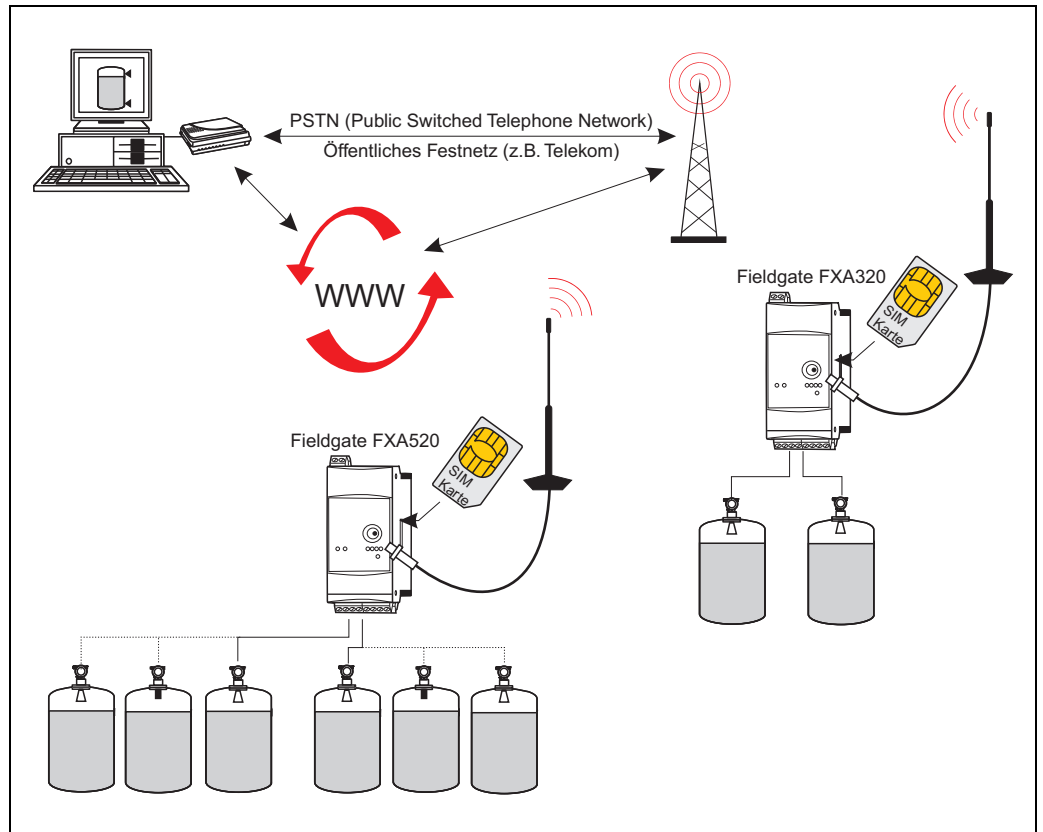 PSTN (Public Switched Telephone Network)
Öffentliches Festnetz (z.B. Telekom)
WWW
Fieldgate FXA320
SIM
Karte
Fieldgate FXA520
SIM
Karte